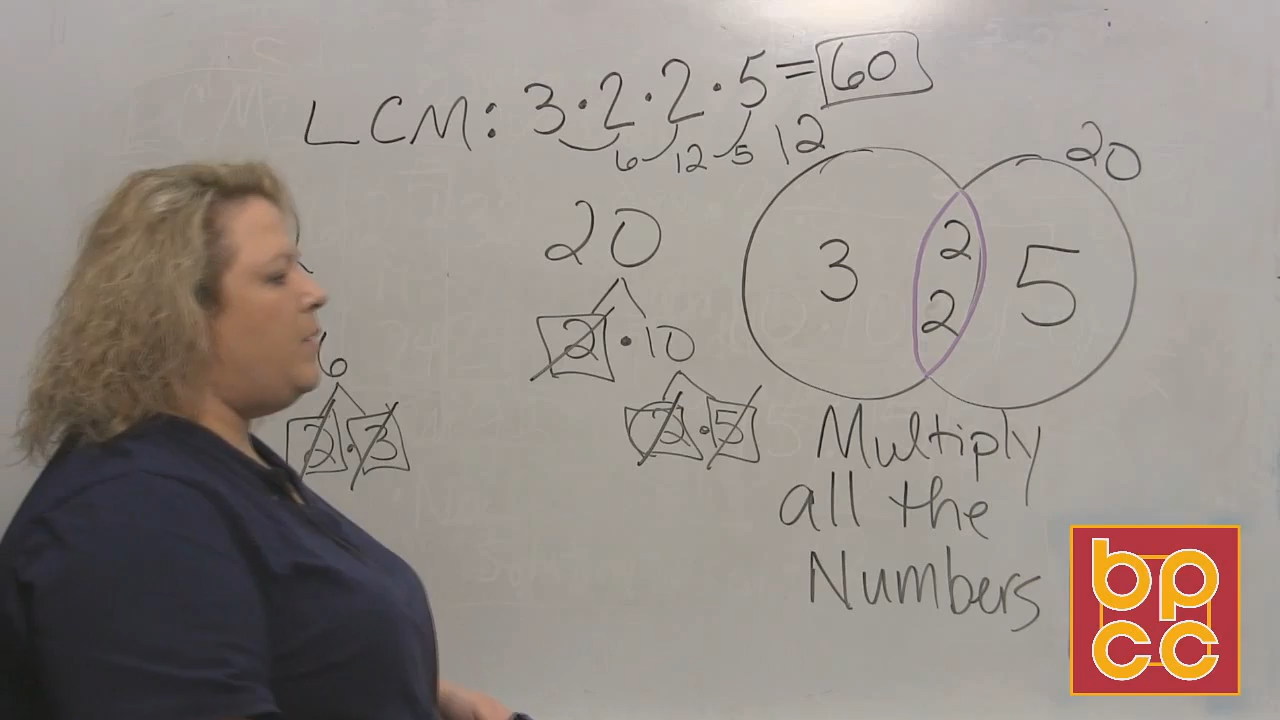 LCM: 3·2·2·5 = 60
6 12 5
12
20
20
3
2
5
2
2·10
6
2·3
2·5
Multiply
all the
Numbers
bp
cc